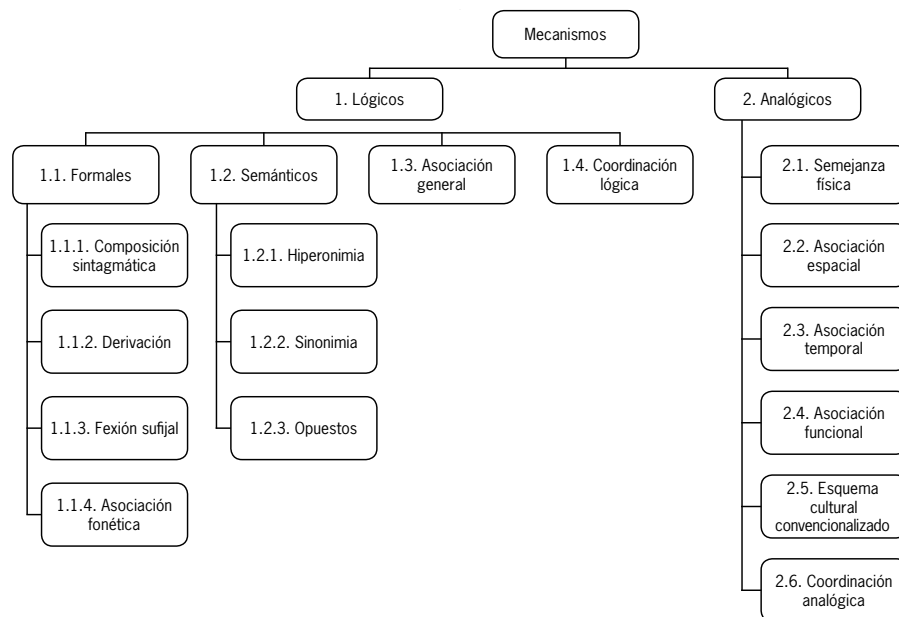 Mecanismos
1. Lógicos
2. Analógicos
1.1. Formales
1.2. Semánticos
1.3. Asociación
general
1.4. Coordinación
lógica
2.1. Semejanza
física
1.1.1. Composición
sintagmática
1.2.1. Hiperonimia
2.2. Asociación
espacial
1.1.2. Derivación
1.2.2. Sinonimia
2.3. Asociación
temporal
1.1.3. Fexión sufijal
1.2.3. Opuestos
2.4. Asociación
funcional
1.1.4. Asociación
fonética
2.5. Esquema
cultural
convencionalizado
2.6. Coordinación
analógica